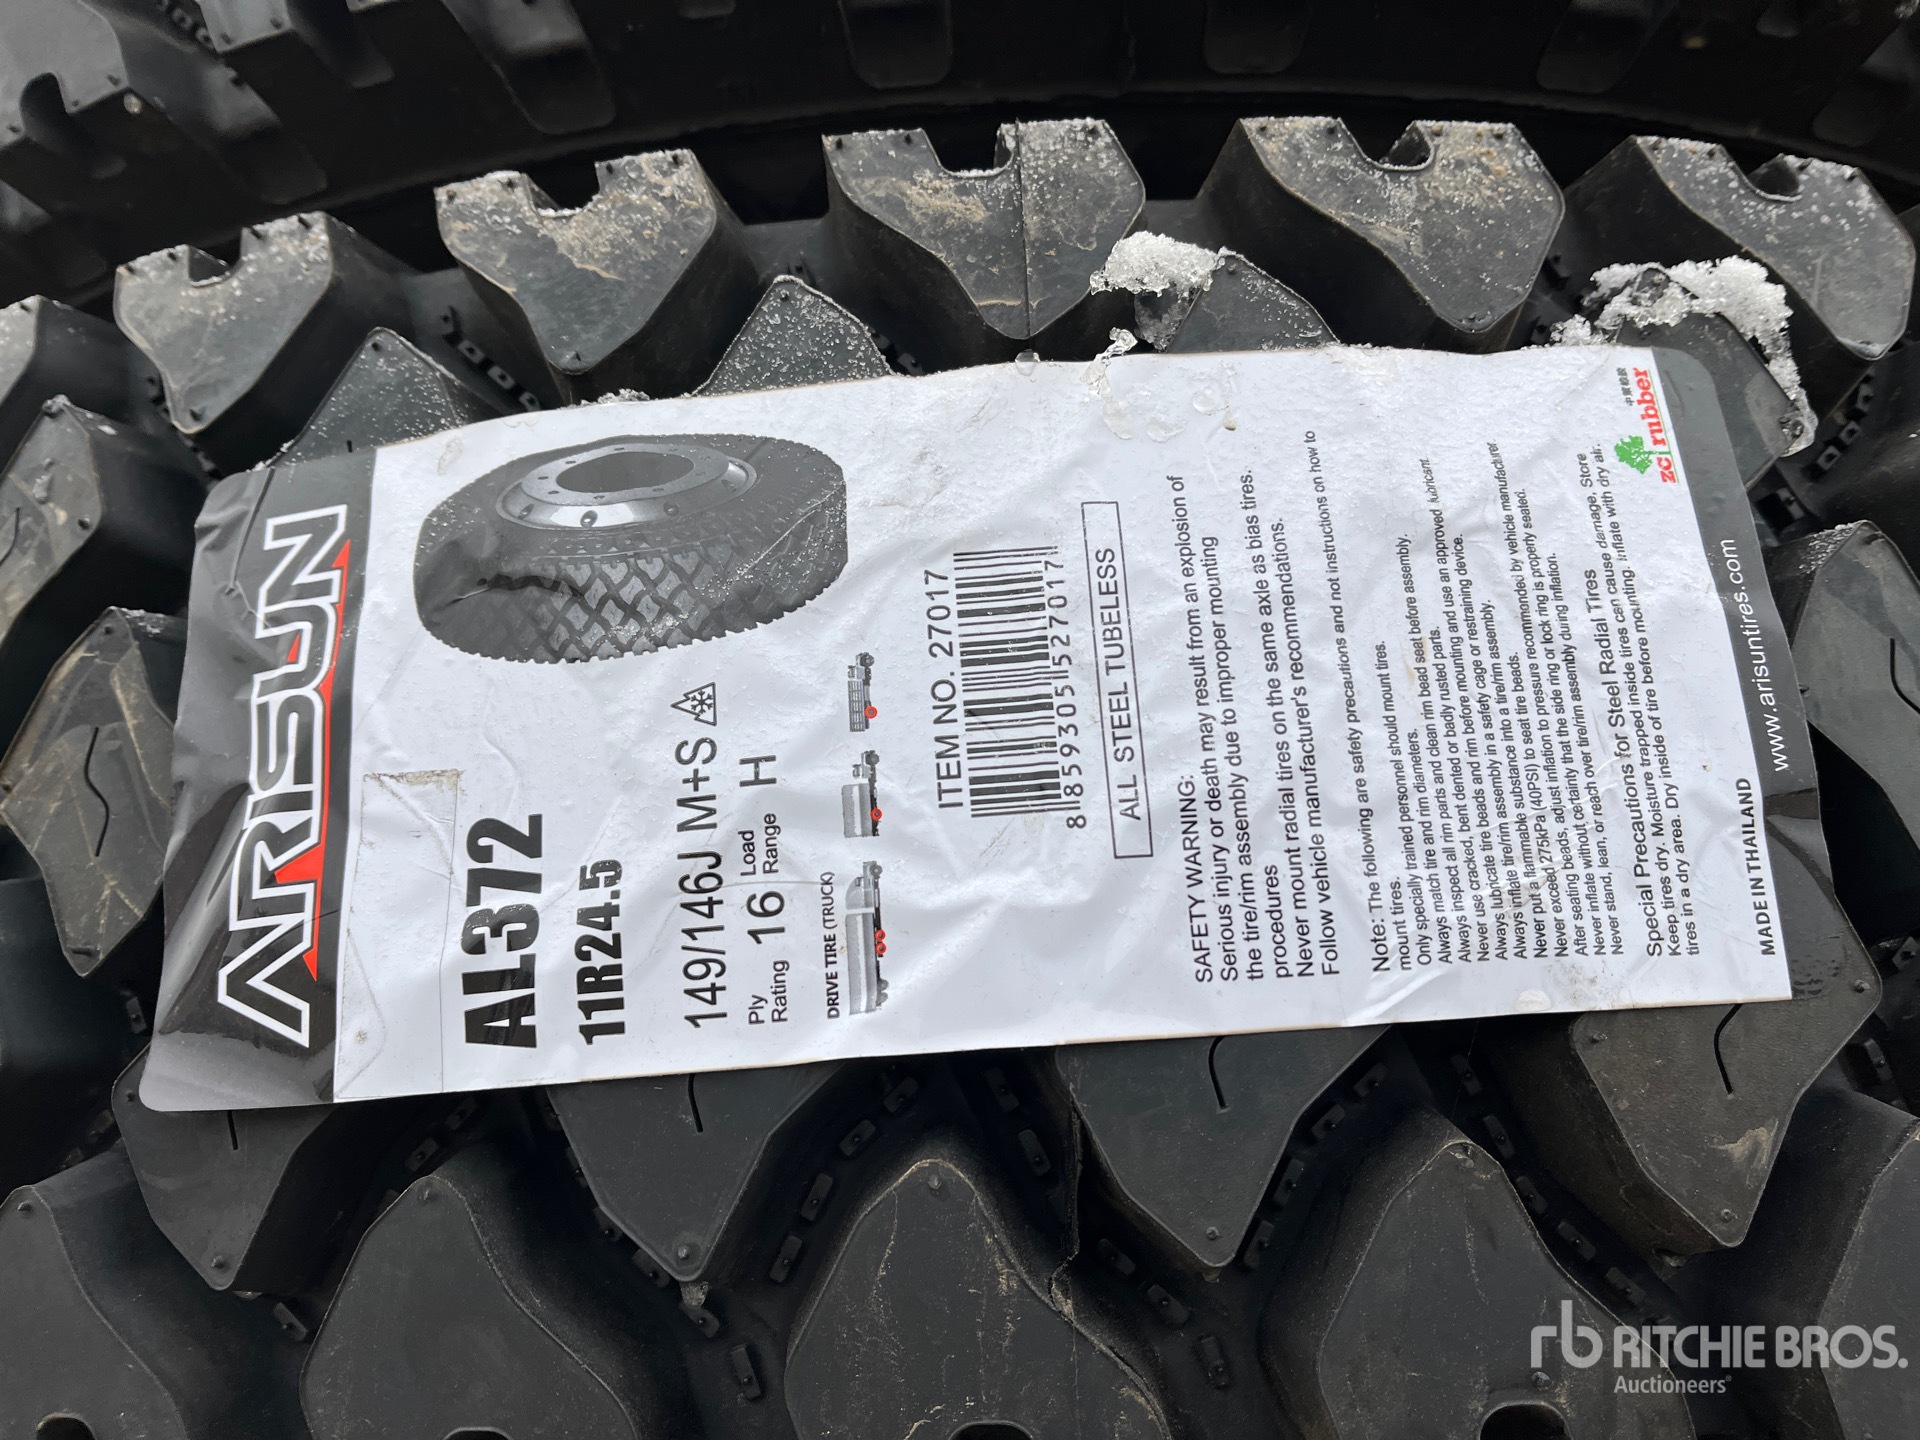 ARISUN
AL372
11R24.5
149/146J M+S
Ply Rating 16 Load Range H
DRIVE TIRE (TRUCK)
ITEM NO. 27017
8 859305 527017
ALL STEEL TUBELESS
SAFETY WARNING:
Serious injury or death may result from an explosion of
the tire/rim assembly due to improper mounting
procedures
Never mount radial tires on the same axle as bias tires.
Follow vehicle manufacturer's recommendations.
Note: The following are safety precautions and not instructions on how to
mount tires.
Only specially trained personnel should mount tires.
Always match tire and rim diameters.
Always inspect all rim parts and clean rim bead seat before assembly.
Never use cracked, bent dented or badly rusted parts.
Always lubricate tire beads and rim before mounting and use an approved lubricant.
Always inflate tire/rim assembly in a safety cage or restraining device.
Never put a flammable substance into a tire/rim assembly.
Never exceed 275kPa (40PSI) to seat tire beads.
After seating beads, adjust inflation to pressure recommonded by vehicle manufacturer
Never inflate without certainty that the side ring or lock ring is properly seated.
Never stand, lean, or reach over tire/rim assembly during inflation.
Special Precautions for Steel Radial Tires
Keep tires dry. Moisture trapped inside tires can cause damage. Store
tires in a dry area. Dry inside of tire before mounting. Inflate with dry air.
MADE IN THAILAND
中策橡胶
zc rubber
www.arisuntires.com
rb RITCHIE BROS.
Auctioneers